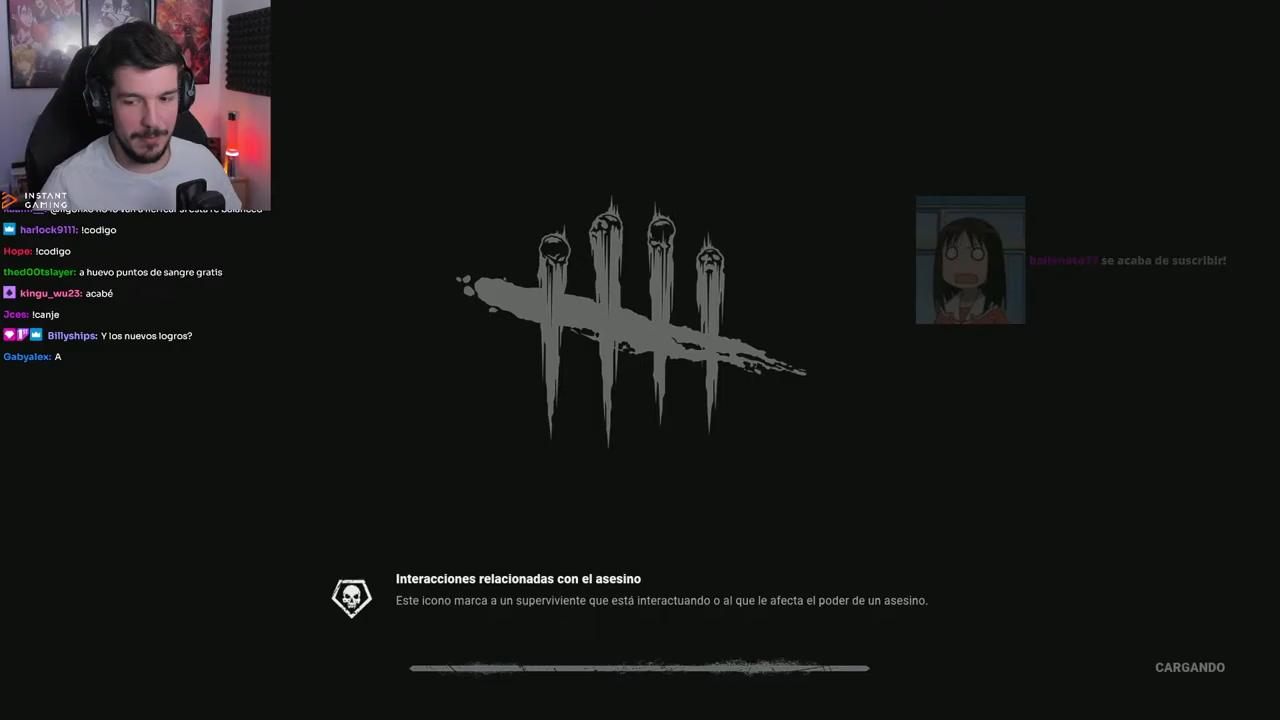 INSTANT
GAMING
harlock9111: !codigo
Hope: !codigo
thed00tslayer: a huevo puntos de sangre gratis
kingu_wu23: acabé
Jces: !canje
Billyships: Y los nuevos logros?
Gabyalex: A
se acaba de suscribir!
Interacciones relacionadas con el asesino
Este icono marca a un superviviente que está interactuando o al que le afecta el poder de un asesino.
CARGANDO